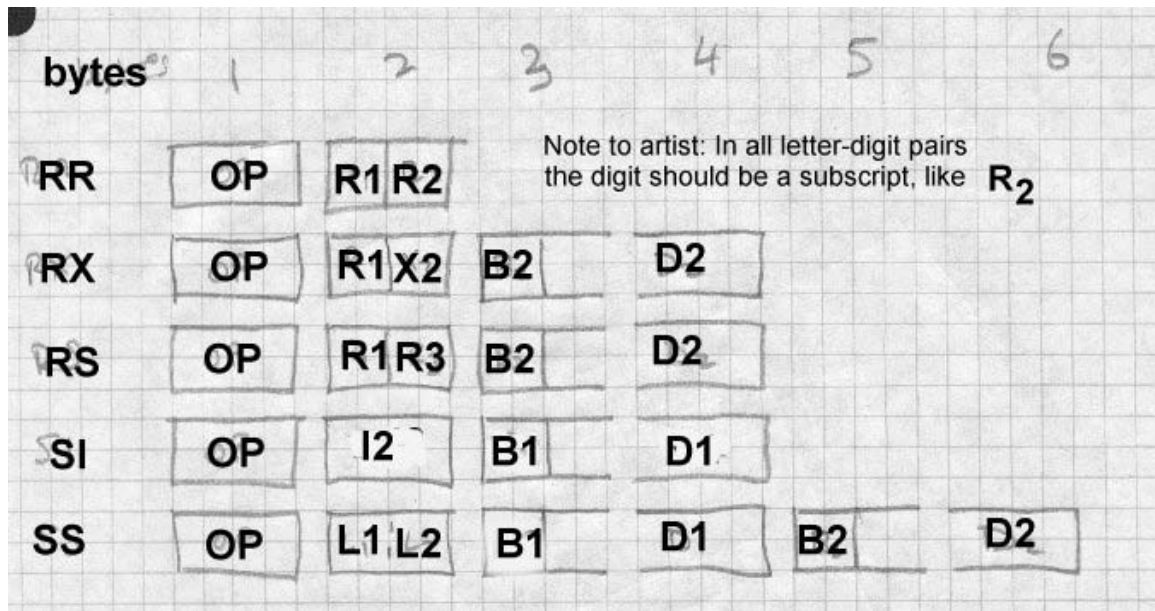 bytes 1 2 3 4 5 6
Note to artist: In all letter-digit pairs
the digit should be a subscript, like R2
RR OP R1 R2
RX OP R1 X2 B2 D2
RS OP R1 R3 B2 D2
SI OP I2 B1 D1
SS OP L1 L2 B1 D1 B2 D2